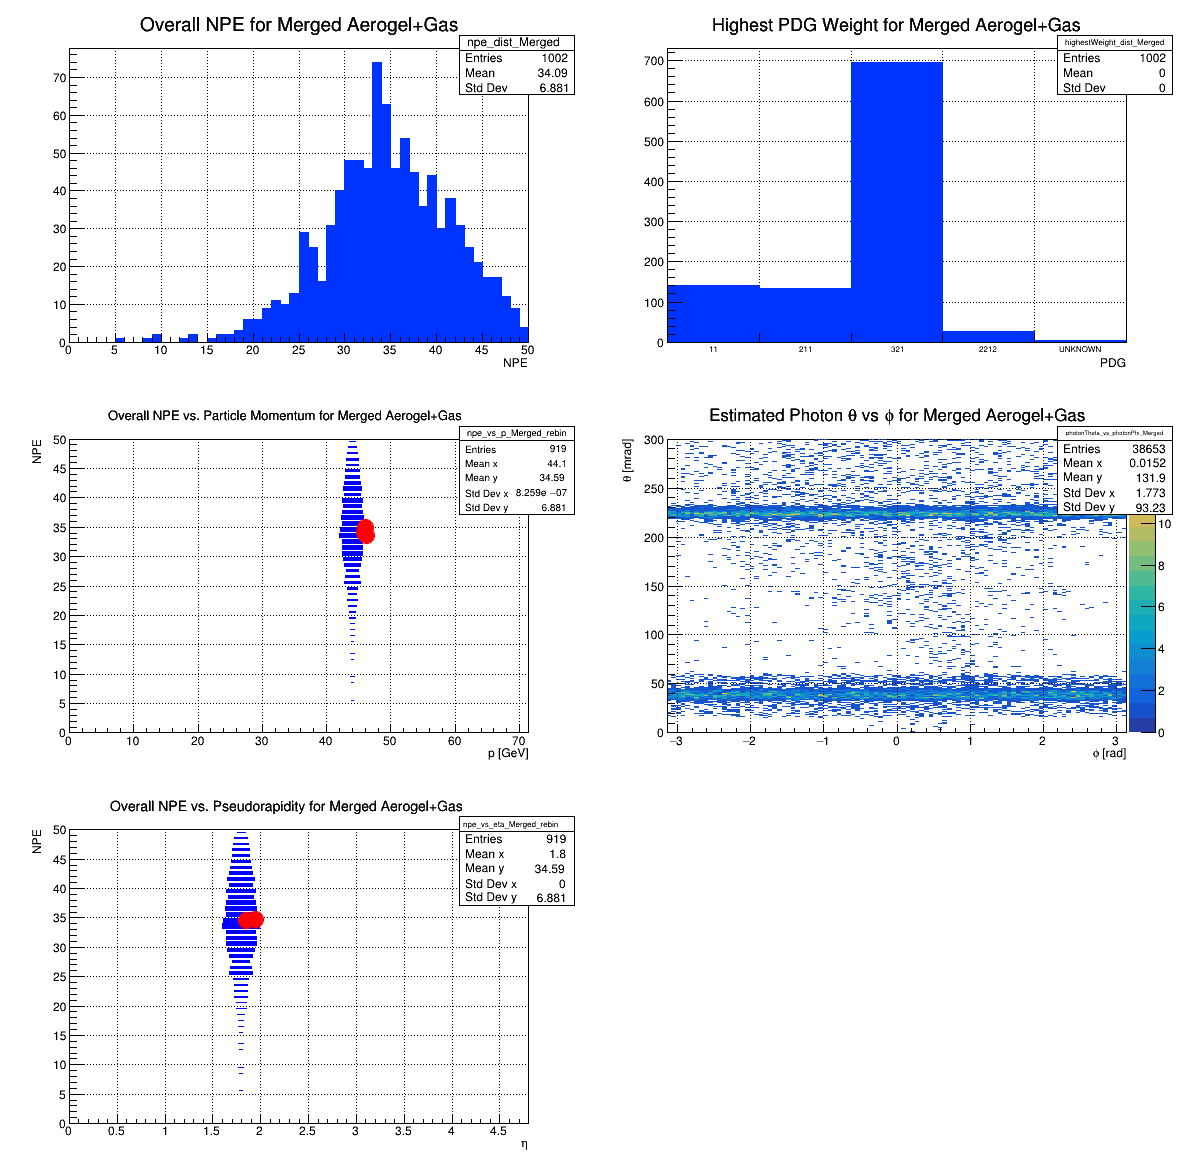 Overall NPE for Merged Aerogel+Gas
npe_dist_Merged
Entries 1002
Mean 34.09
Std Dev 6.881
70
60
50
40
30
20
10
0
0 5 10 15 20 25 30 35 40 45 50
NPE
Highest PDG Weight for Merged Aerogel+Gas
highestWeight_dist_Merged
Entries 1002
Mean 0
Std Dev 0
700
600
500
400
300
200
100
0
11 211 321 2212 UNKNOWN
PDG
Overall NPE vs. Particle Momentum for Merged Aerogel+Gas
npe_vs_p_Merged_rebin
Entries 919
Mean x 44.1
Mean y 34.59
Std Dev x 8.259e −07
Std Dev y 6.881
NPE
50
45
40
35
30
25
20
15
10
5
0
0 10 20 30 40 50 60 70
p [GeV]
Estimated Photon θ vs ϕ for Merged Aerogel+Gas
photonTheta_vs_photonPhi_Merged
Entries 38653
Mean x 0.0152
Mean y 131.9
Std Dev x 1.773
Std Dev y 93.23
θ [mrad]
300
250
200
150
100
50
0
−3 −2 −1 0 1 2 3
ϕ [rad]
10
8
6
4
2
0
Overall NPE vs. Pseudorapidity for Merged Aerogel+Gas
npe_vs_eta_Merged_rebin
Entries 919
Mean x 1.8
Mean y 34.59
Std Dev x 0
Std Dev y 6.881
NPE
50
45
40
35
30
25
20
15
10
5
0
0 0.5 1 1.5 2 2.5 3 3.5 4 4.5
η